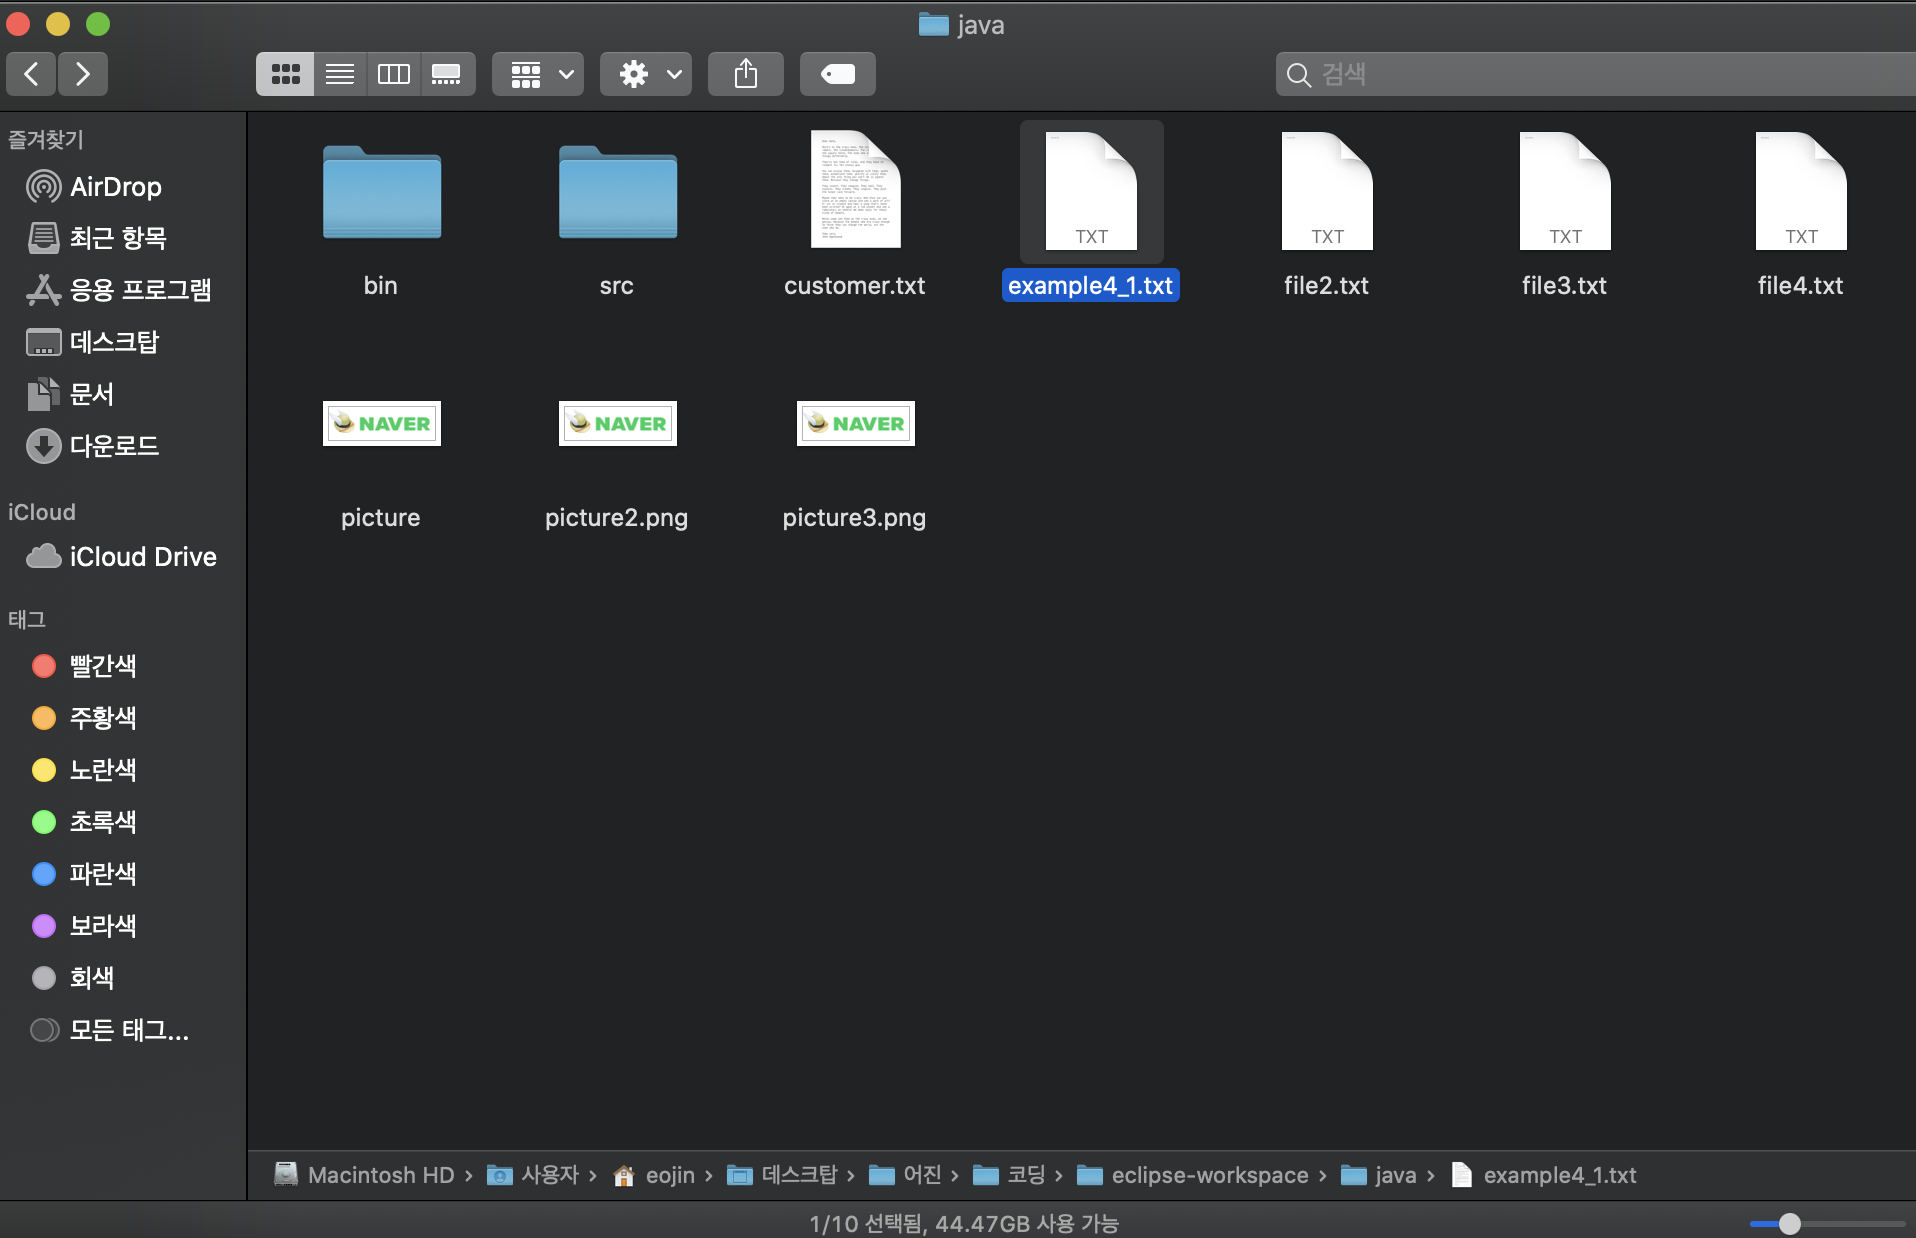 java
검색
즐겨찾기
AirDrop
최근 항목
응용 프로그램
데스크탑
문서
다운로드
iCloud
iCloud Drive
태그
빨간색
주황색
노란색
초록색
파란색
보라색
회색
모든 태그...
bin
src
customer.txt
TXT
example4_1.txt
TXT
file2.txt
TXT
file3.txt
TXT
file4.txt
NAVER
picture
NAVER
picture2.png
NAVER
picture3.png
Macintosh HD › 사용자 › eojin › 데스크탑 › 어진 › 코딩 › eclipse-workspace › java › example4_1.txt
1/10 선택됨, 44.47GB 사용 가능